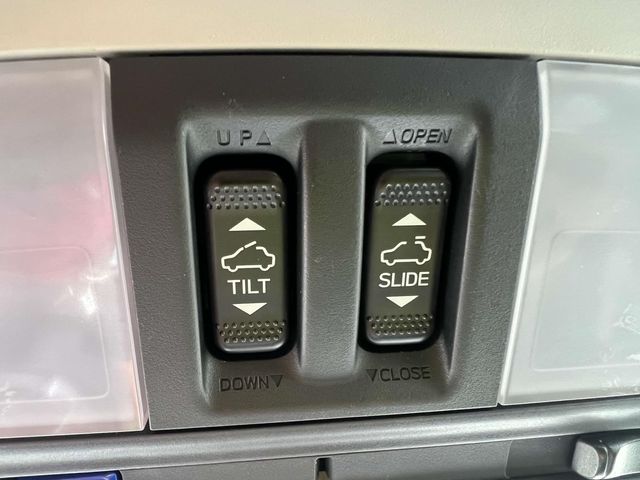 UP△
△OPEN
TILT
SLIDE
DOWN▽
▽CLOSE